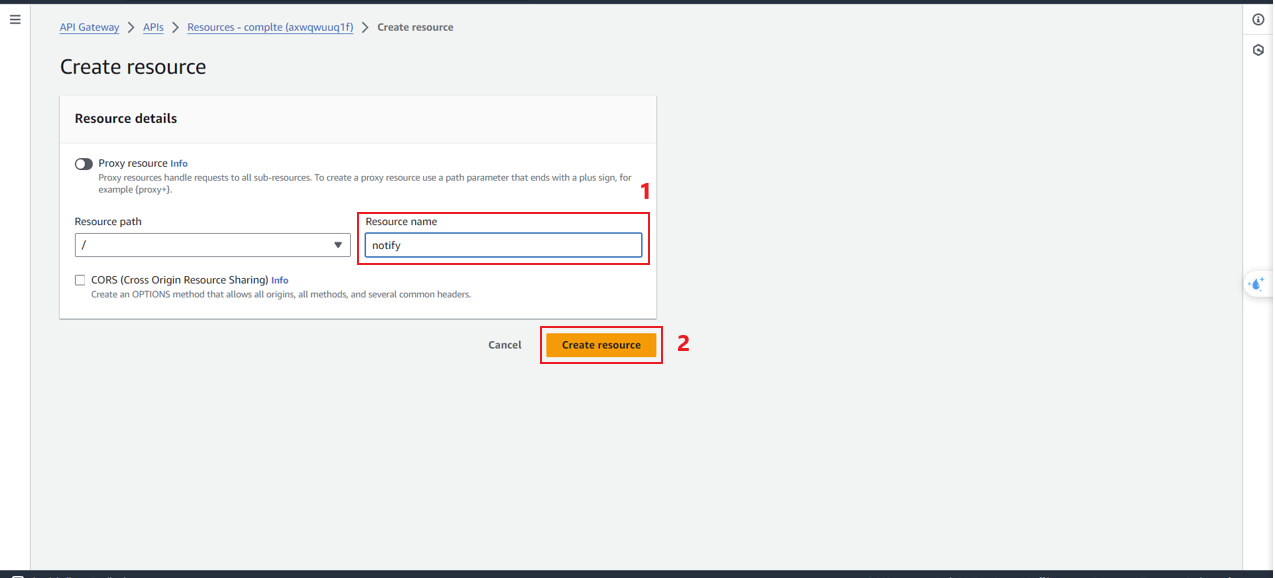 API Gateway > APIs > Resources - complte (axwqwuuq1f) > Create resource
Create resource
Resource details
Proxy resource Info
Proxy resources handle requests to all sub-resources. To create a proxy resource use a path parameter that ends with a plus sign, for
example {proxy+}.
1
Resource path
Resource name
/
notify
CORS (Cross Origin Resource Sharing) Info
Create an OPTIONS method that allows all origins, all methods, and several common headers.
Cancel
Create resource
2